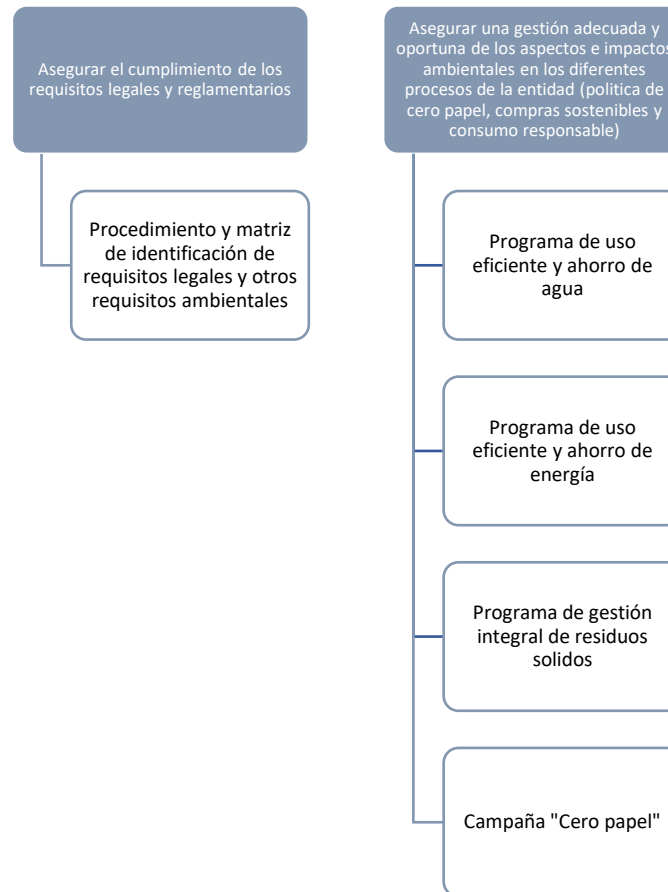 Asegurar el cumplimiento de los
requisitos legales y reglamentarios
Procedimiento y matriz
de identificación de
requisitos legales y otros
requisitos ambientales
Asegurar una gestión adecuada y
oportuna de los aspectos e impactos
ambientales en los diferentes
procesos de la entidad (politica de
cero papel, compras sostenibles y
consumo responsable)
Programa de uso
eficiente y ahorro de
agua
Programa de uso
eficiente y ahorro de
energía
Programa de gestión
integral de residuos
solidos
Campaña "Cero papel"